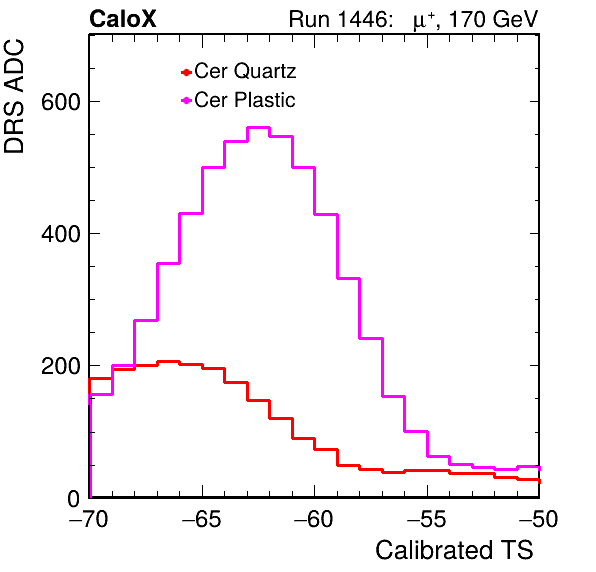 CaloX Run 1446: μ⁺, 170 GeV
DRS ADC
Cer Quartz
Cer Plastic
600
400
200
0
−70 −65 −60 −55 −50
Calibrated TS